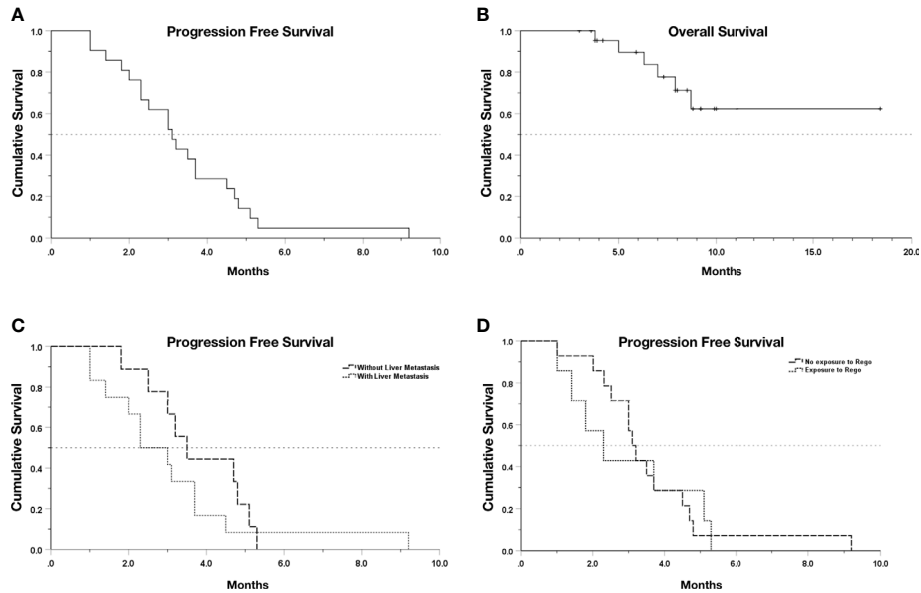 A
Progression Free Survival
1.0
0.8
0.6
0.4
0.2
0.0
Cumulative Survival
.0 2.0 4.0 6.0 8.0 10.0
Months
B
Overall Survival
1.0
0.8
0.6
0.4
0.2
0.0
Cumulative Survival
.0 5.0 10.0 15.0 20.0
Months
C
Progression Free Survival
Without Liver Metastasis
With Liver Metastasis
1.0
0.8
0.6
0.4
0.2
0.0
Cumulative Survival
.0 2.0 4.0 6.0 8.0 10.0
Months
D
Progression Free Survival
No exposure to Rego
Exposure to Rego
1.0
0.8
0.6
0.4
0.2
0.0
Cumulative Survival
.0 2.0 4.0 6.0 8.0 10.0
Months